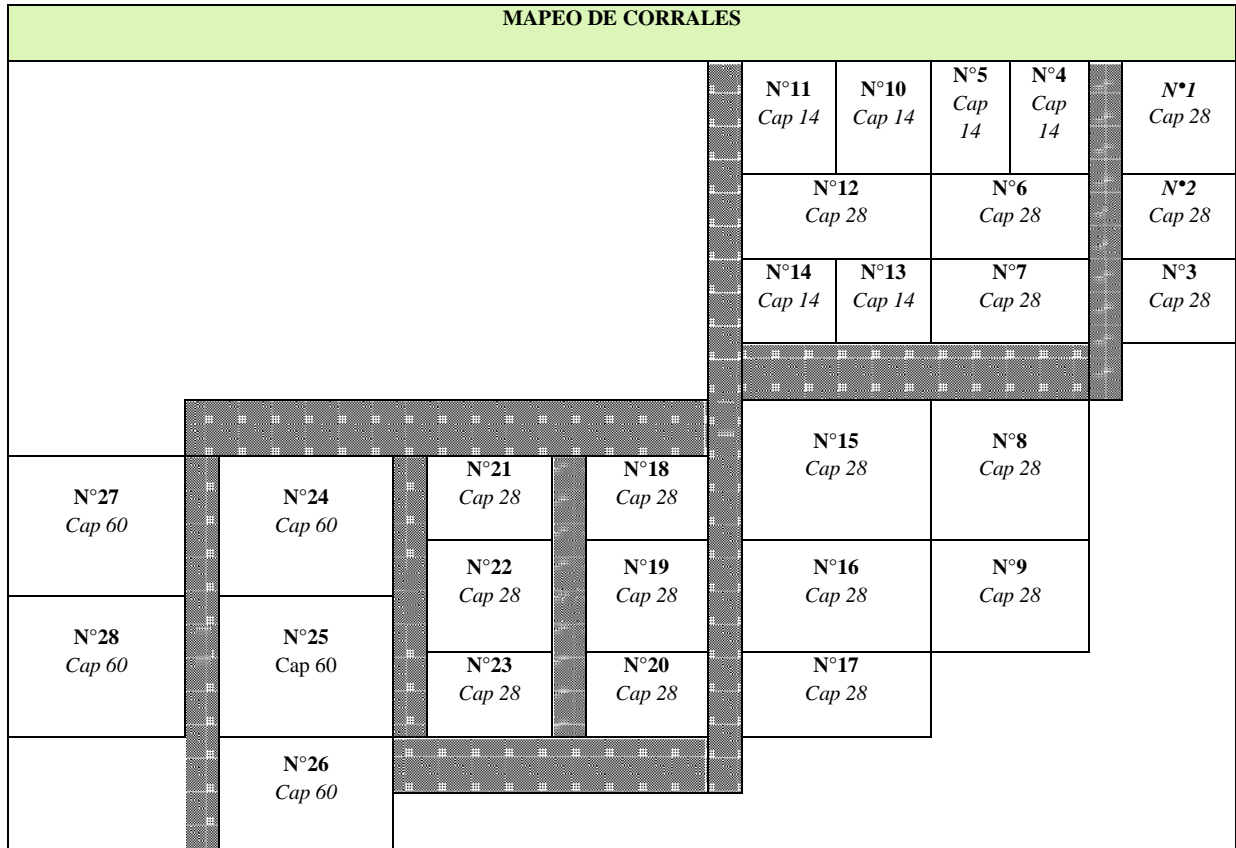 MAPEO DE CORRALES
N°11
Cap 14
N°10
Cap 14
N°5
Cap
14
N°4
Cap
14
N•1
Cap 28
N°12
Cap 28
N°6
Cap 28
N•2
Cap 28
N°14
Cap 14
N°13
Cap 14
N°7
Cap 28
N°3
Cap 28
N°15
Cap 28
N°8
Cap 28
N°27
Cap 60
N°24
Cap 60
N°21
Cap 28
N°18
Cap 28
N°22
Cap 28
N°19
Cap 28
N°16
Cap 28
N°9
Cap 28
N°28
Cap 60
N°25
Cap 60
N°23
Cap 28
N°20
Cap 28
N°17
Cap 28
N°26
Cap 60